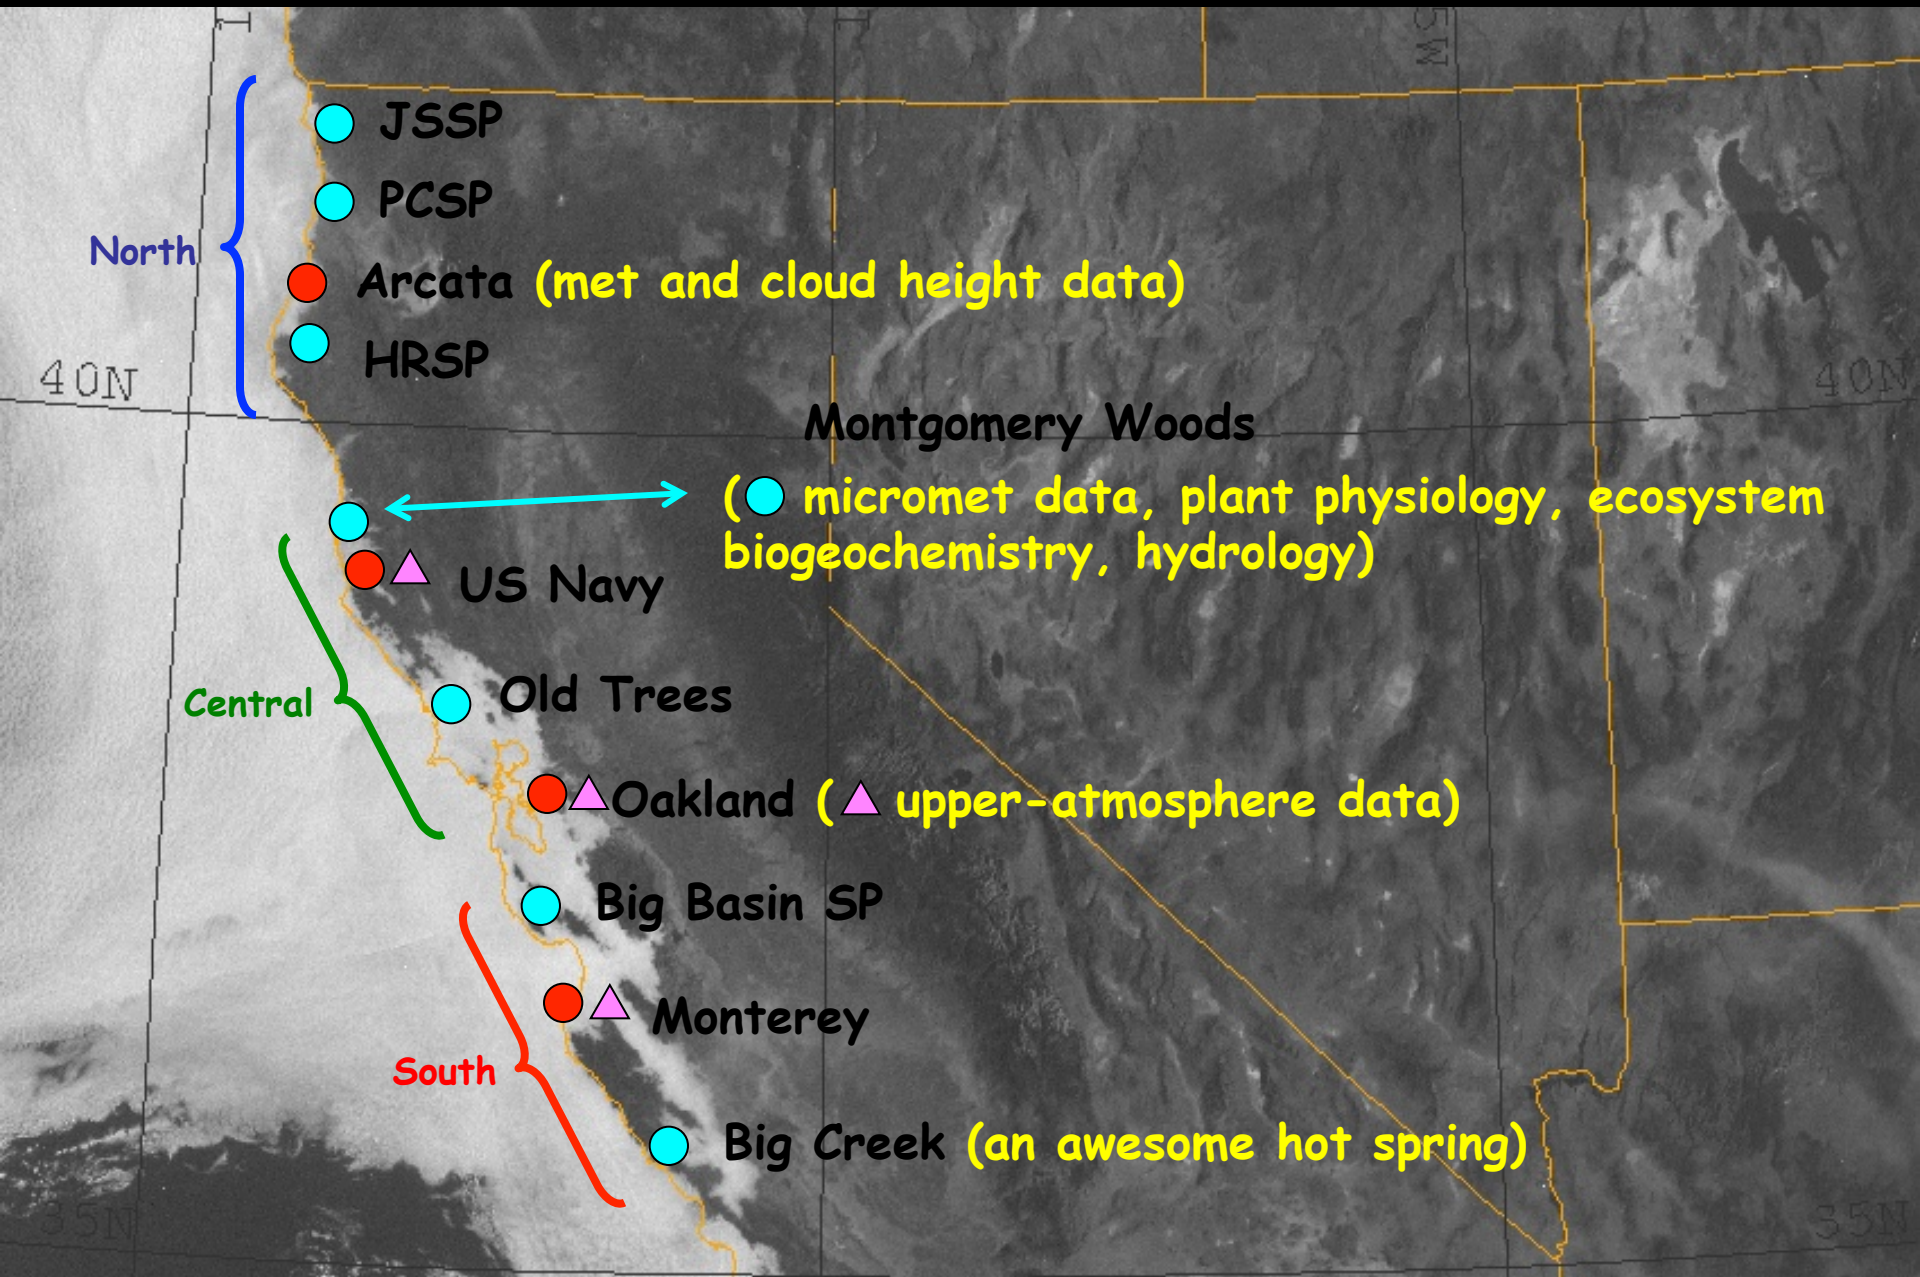 JSSP
PCSP
North
Arcata (met and cloud height data)
HRSP
40N
40N
Montgomery Woods
( micromet data, plant physiology, ecosystem
biogeochemistry, hydrology)
US Navy
Central
Old Trees
Oakland ( upper-atmosphere data)
Big Basin SP
Monterey
South
Big Creek (an awesome hot spring)
35N
35N